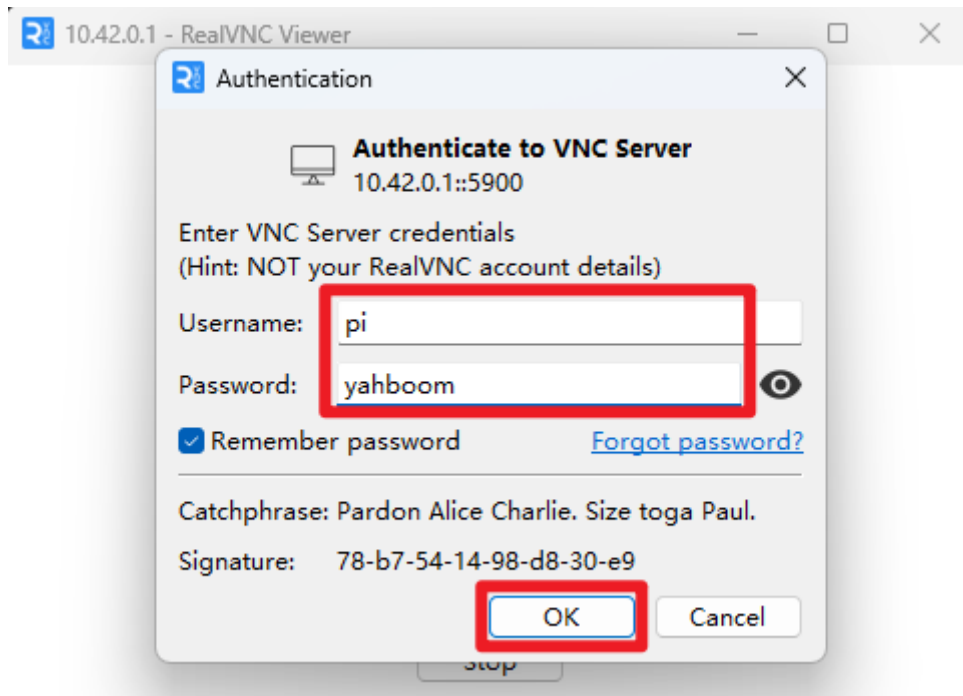 10.42.0.1 - RealVNC Viewer
Authentication
Authenticate to VNC Server
10.42.0.1::5900
Enter VNC Server credentials
(Hint: NOT your RealVNC account details)
Username: pi
Password: yahboom
Remember password Forgot password?
Catchphrase: Pardon Alice Charlie. Size toga Paul.
Signature: 78-b7-54-14-98-d8-30-e9
OK Cancel
Stop